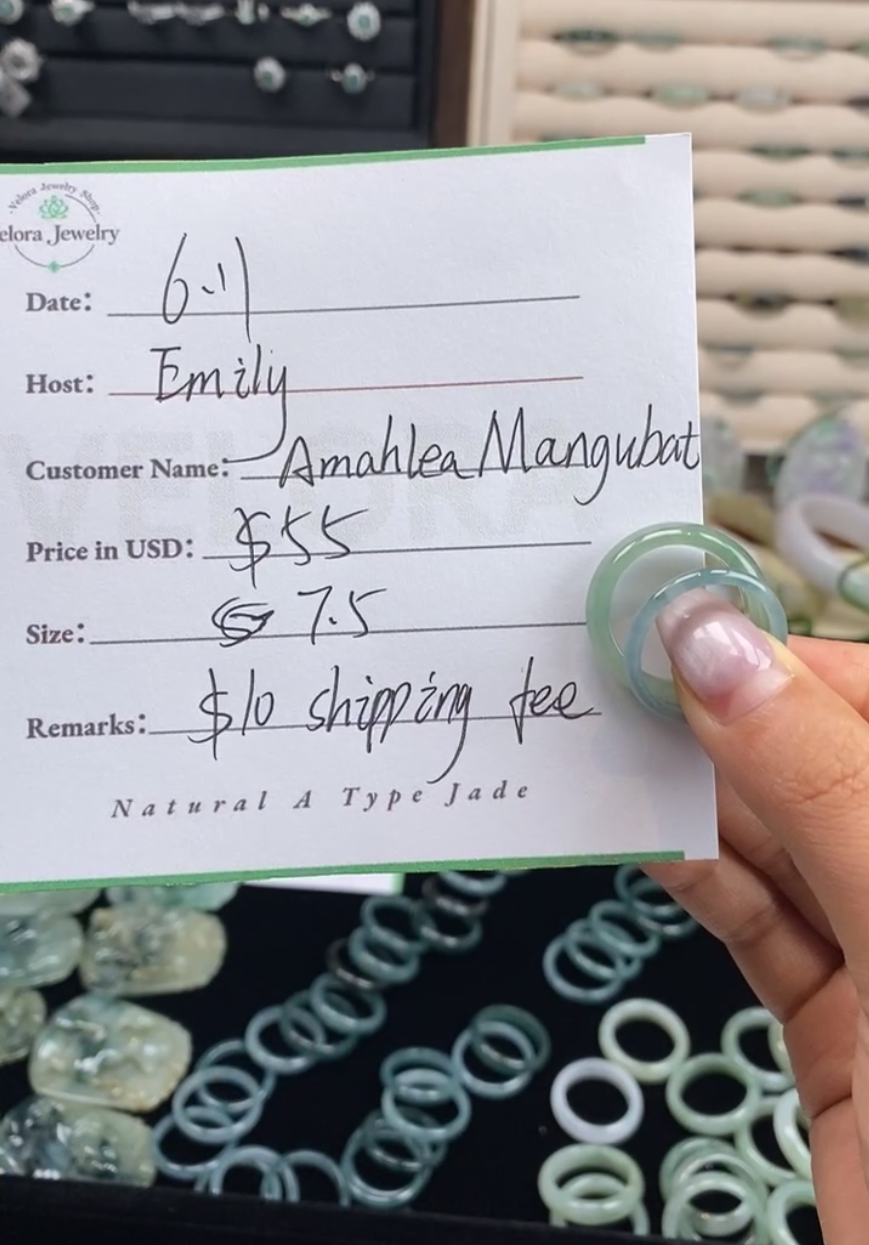 Velora Jewelry Shop
elora Jewelry
Date: 6.11
Host: Emily
Customer Name: Amahlea Mangubat
Price in USD: $55
Size: 7.5
Remarks: $10 shipping fee
Natural A Type Jade